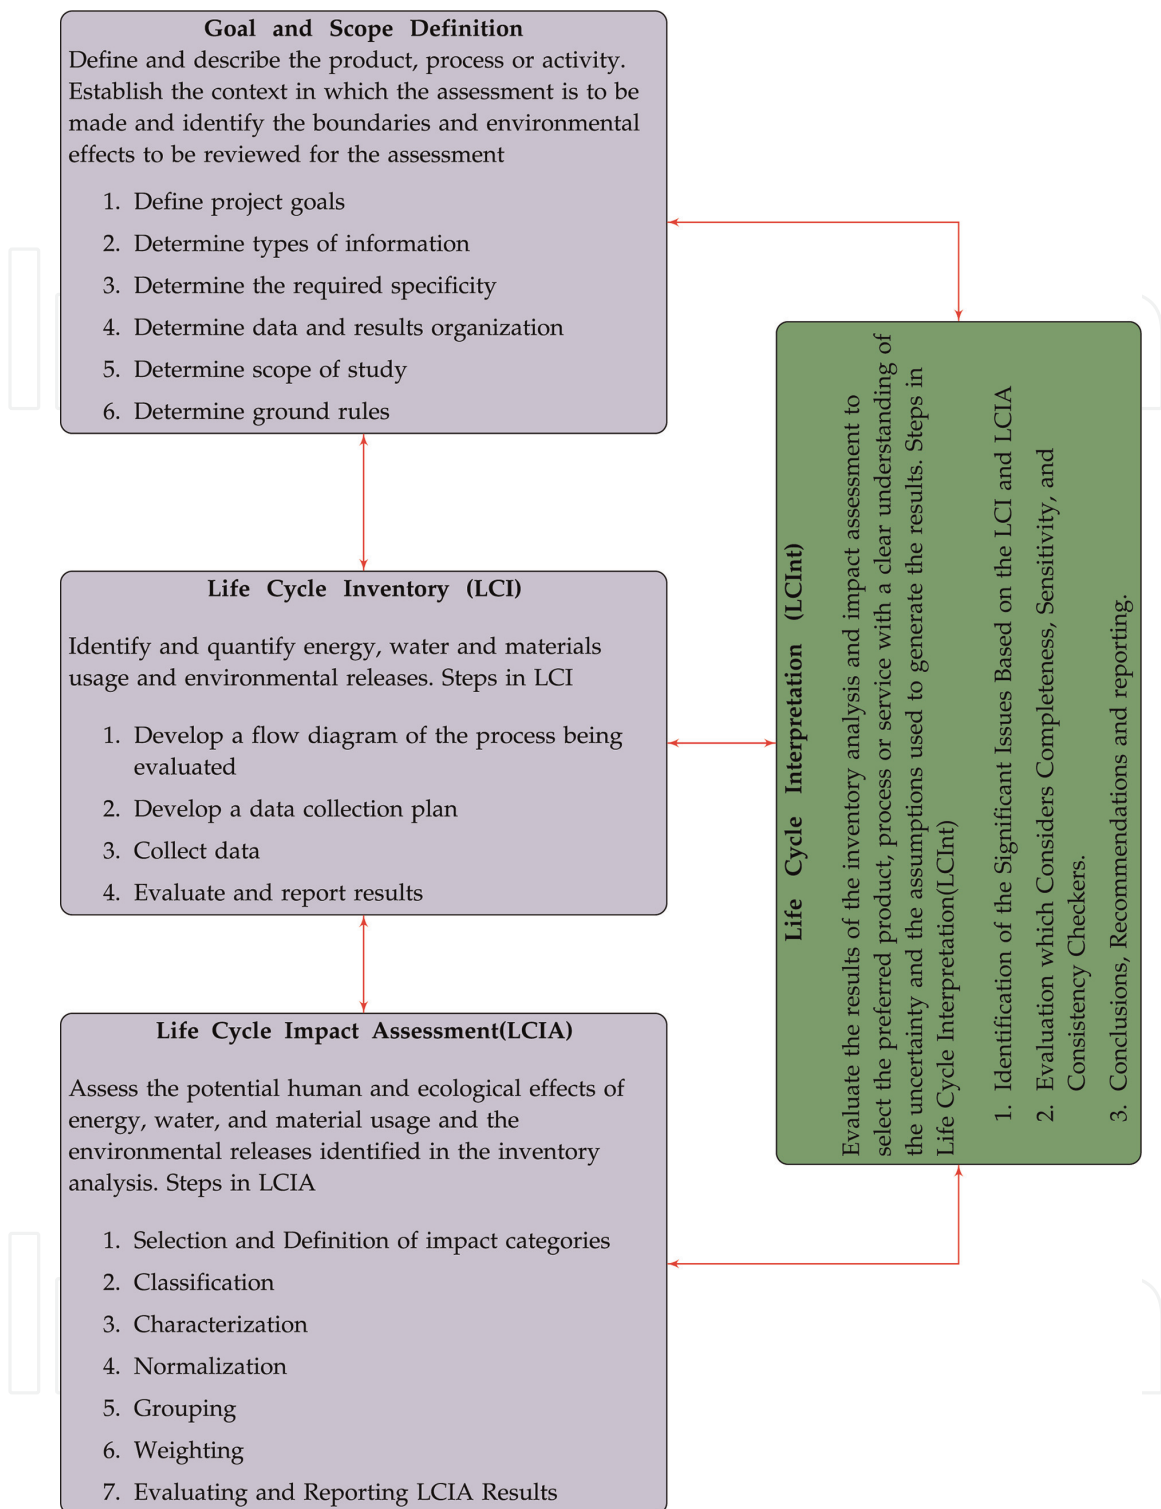 Goal and Scope Definition
Define and describe the product, process or activity.
Establish the context in which the assessment is to be
made and identify the boundaries and environmental
effects to be reviewed for the assessment
1. Define project goals
2. Determine types of information
3. Determine the required specificity
4. Determine data and results organization
5. Determine scope of study
6. Determine ground rules
Life Cycle Inventory (LCI)
Identify and quantify energy, water and materials
usage and environmental releases. Steps in LCI
1. Develop a flow diagram of the process being
evaluated
2. Develop a data collection plan
3. Collect data
4. Evaluate and report results
Life Cycle Impact Assessment(LCIA)
Assess the potential human and ecological effects of
energy, water, and material usage and the
environmental releases identified in the inventory
analysis. Steps in LCIA
1. Selection and Definition of impact categories
2. Classification
3. Characterization
4. Normalization
5. Grouping
6. Weighting
7. Evaluating and Reporting LCIA Results
Life Cycle Interpretation (LCInt)
Evaluate the results of the inventory analysis and impact assessment to
select the preferred product, process or service with a clear understanding of
the uncertainty and the assumptions used to generate the results. Steps in
Life Cycle Interpretation(LCInt)
1. Identification of the Significant Issues Based on the LCI and LCIA
2. Evaluation which Considers Completeness, Sensitivity, and
Consistency Checkers.
3. Conclusions, Recommendations and reporting.